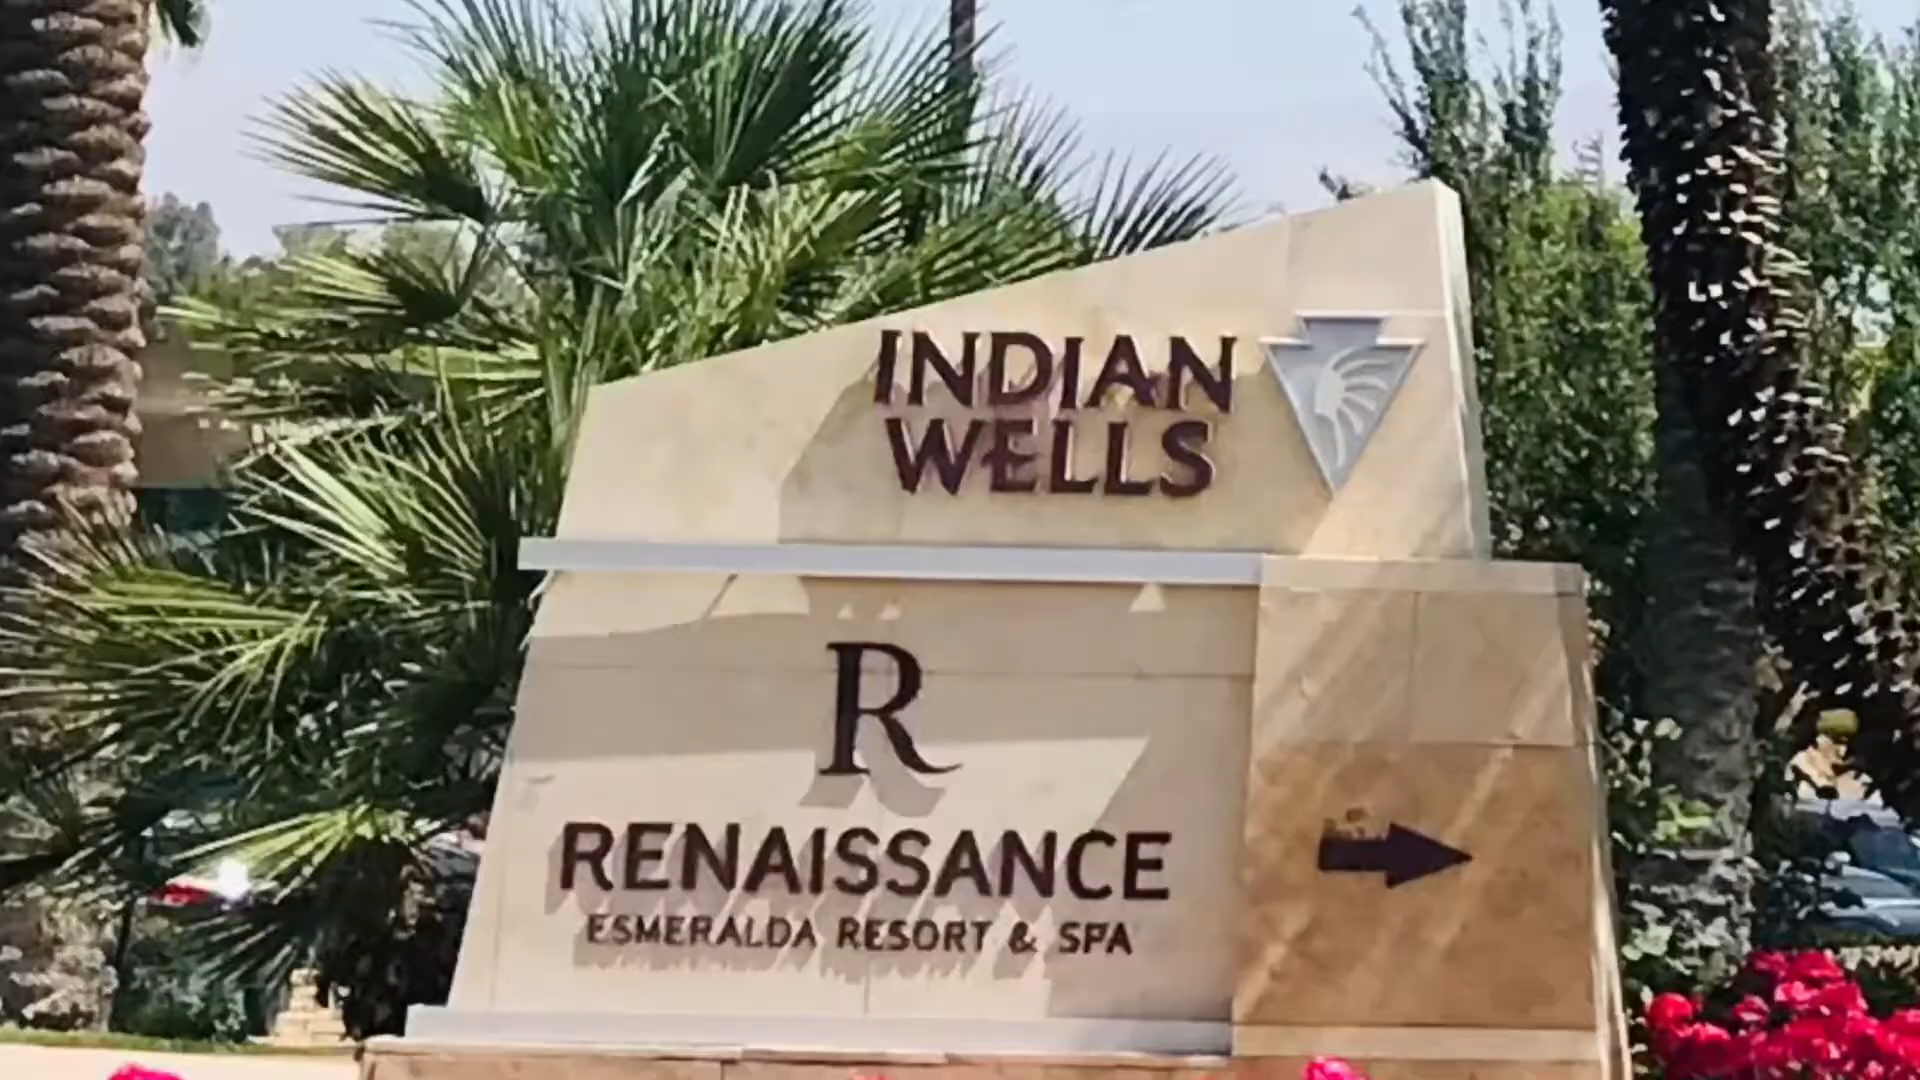 INDIAN
WELLS
R
RENAISSANCE
ESMERALDA RESORT & SPA